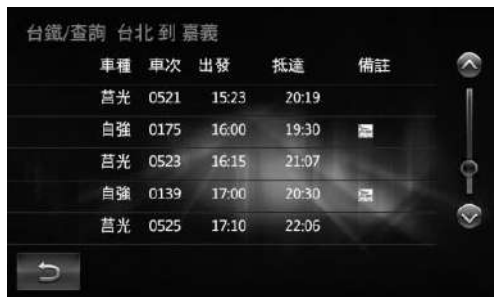 台鐵/查詢 台北 到 嘉義
車種 車次 出發 抵達 備註
莒光 0521 15:23 20:19
自強 0175 16:00 19:30
莒光 0523 16:15 21:07
自強 0139 17:00 20:30
莒光 0525 17:10 22:06